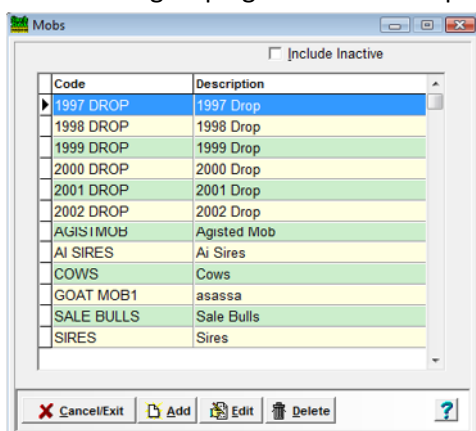 Mobs
Include Inactive
Code Description
1997 DROP 1997 Drop
1998 DROP 1998 Drop
1999 DROP 1999 Drop
2000 DROP 2000 Drop
2001 DROP 2001 Drop
2002 DROP 2002 Drop
AGISTMOB Agisted Mob
AI SIRES Ai Sires
COWS Cows
GOAT MOB1 asassa
SALE BULLS Sale Bulls
SIRES Sires
Cancel/Exit Add Edit Delete ?